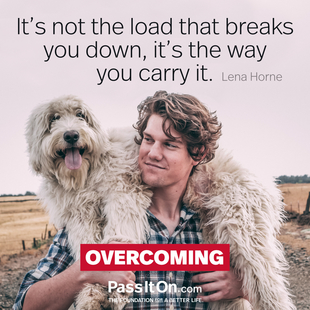 It's not the load that breaks
you down, it's the way
you carry it. Lena Horne
OVERCOMING
PassItOn.com
THE FOUNDATION FOR A BETTER LIFE